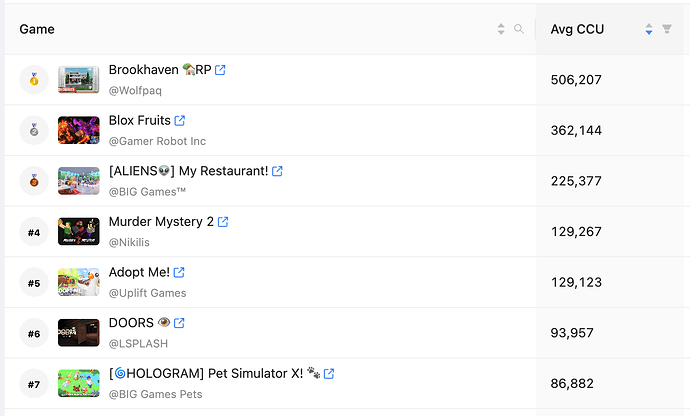 Game Avg CCU
Brookhaven 🏡RP
@Wolfpaq
506,207
Blox Fruits
@Gamer Robot Inc
362,144
[ALIENS👽] My Restaurant!
@BIG Games™
225,377
#4
Murder Mystery 2
@Nikilis
129,267
#5
Adopt Me!
@Uplift Games
129,123
#6
DOORS 👁️
@LSPLASH
93,957
#7
[🌀HOLOGRAM] Pet Simulator X! 🐾
@BIG Games Pets
86,882